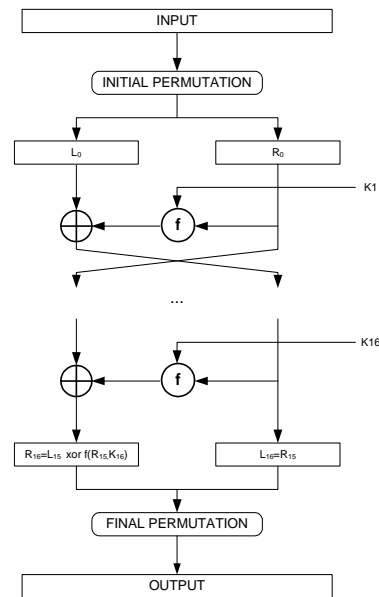 INPUT
INITIAL PERMUTATION
L₀
R₀
K1
f
...
K16
f
R₁₆=L₁₅ xor f(R₁₅,K₁₆)
L₁₆=R₁₅
FINAL PERMUTATION
OUTPUT